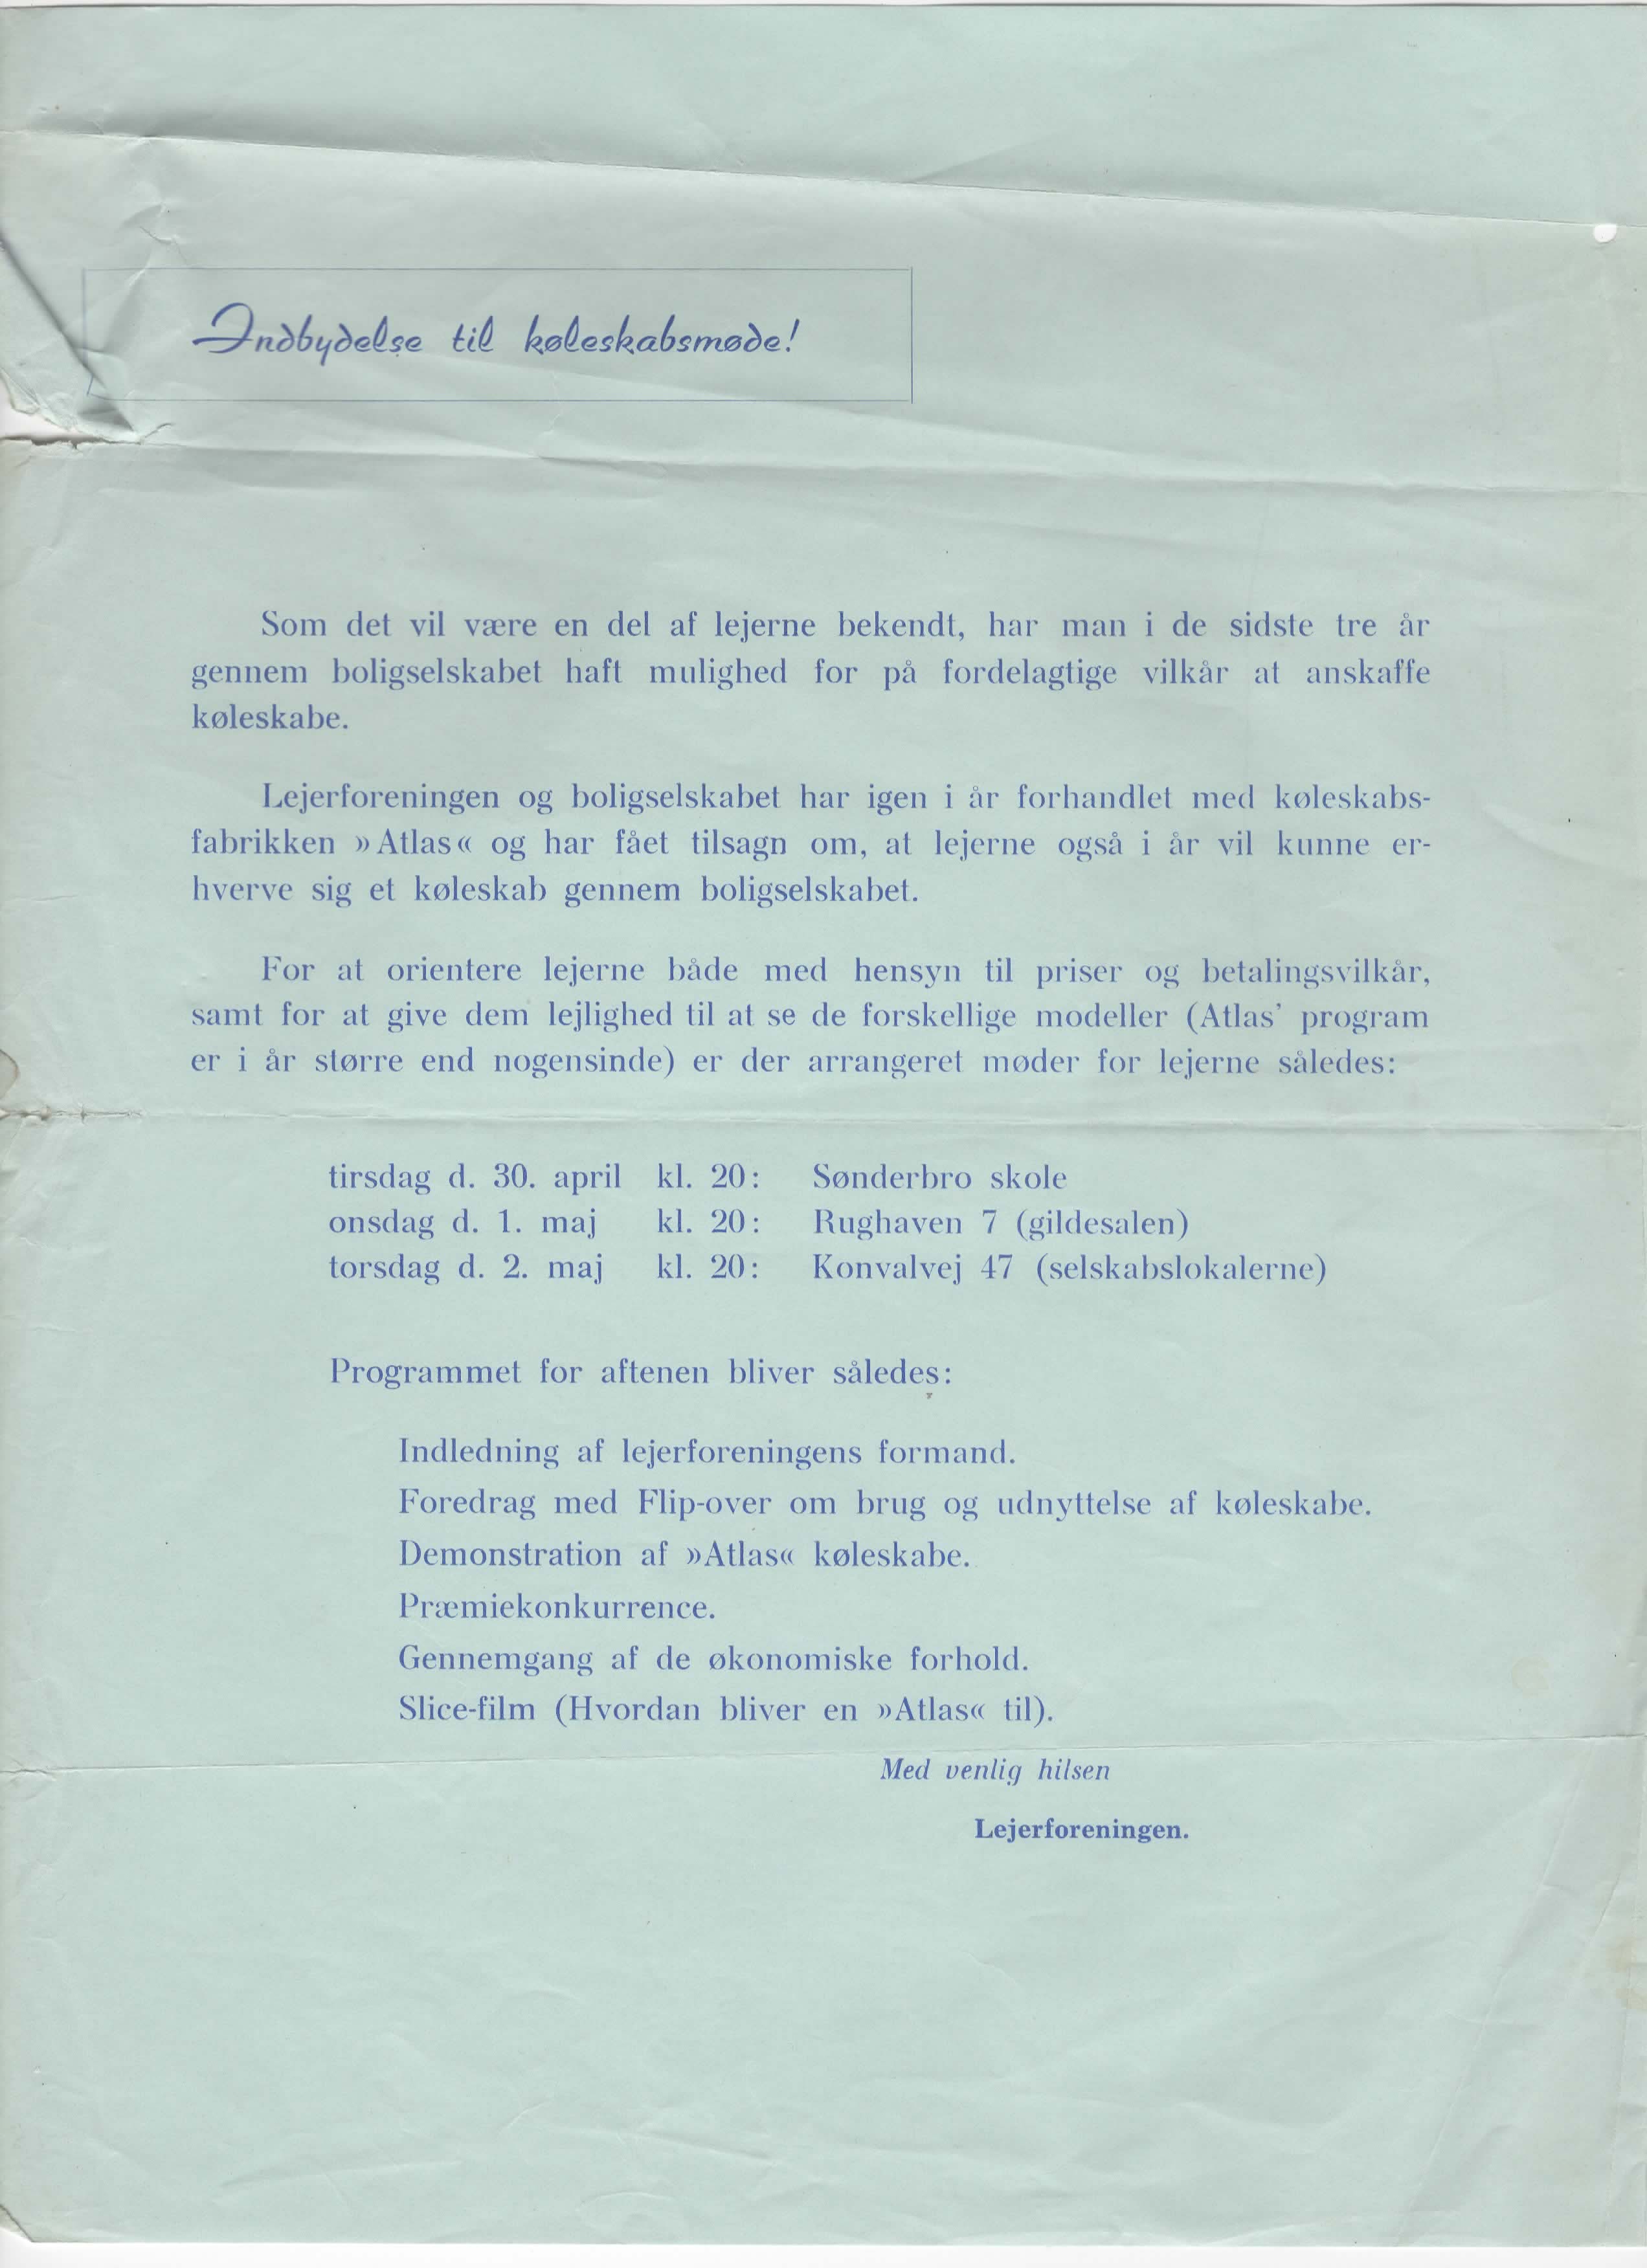 Indbydelse til køleskabsmøde!
Som det vil være en del af lejerne bekendt, har man i de sidste tre år
gennem boligselskabet haft mulighed for på fordelagtige vilkår at anskaffe
køleskabe.
Lejerforeningen og boligselskabet har igen i år forhandlet med køleskabs-
fabrikken »Atlas« og har fået tilsagn om, at lejerne også i år vil kunne er-
hverve sig et køleskab gennem boligselskabet.
For at orientere lejerne både med hensyn til priser og betalingsvilkår,
samt for at give dem lejlighed til at se de forskellige modeller (Atlas' program
er i år større end nogensinde) er der arrangeret møder for lejerne således:
tirsdag d. 30. april kl. 20: Sønderbro skole
onsdag d. 1. maj kl. 20: Rughaven 7 (gildesalen)
torsdag d. 2. maj kl. 20: Konvalvej 47 (selskabslokalerne)
Programmet for aftenen bliver således:
Indledning af lejerforeningens formand.
Foredrag med Flip-over om brug og udnyttelse af køleskabe.
Demonstration af »Atlas« køleskabe.
Præmiekonkurrence.
Gennemgang af de økonomiske forhold.
Slice-film (Hvordan bliver en »Atlas« til).
Med venlig hilsen
Lejerforeningen.